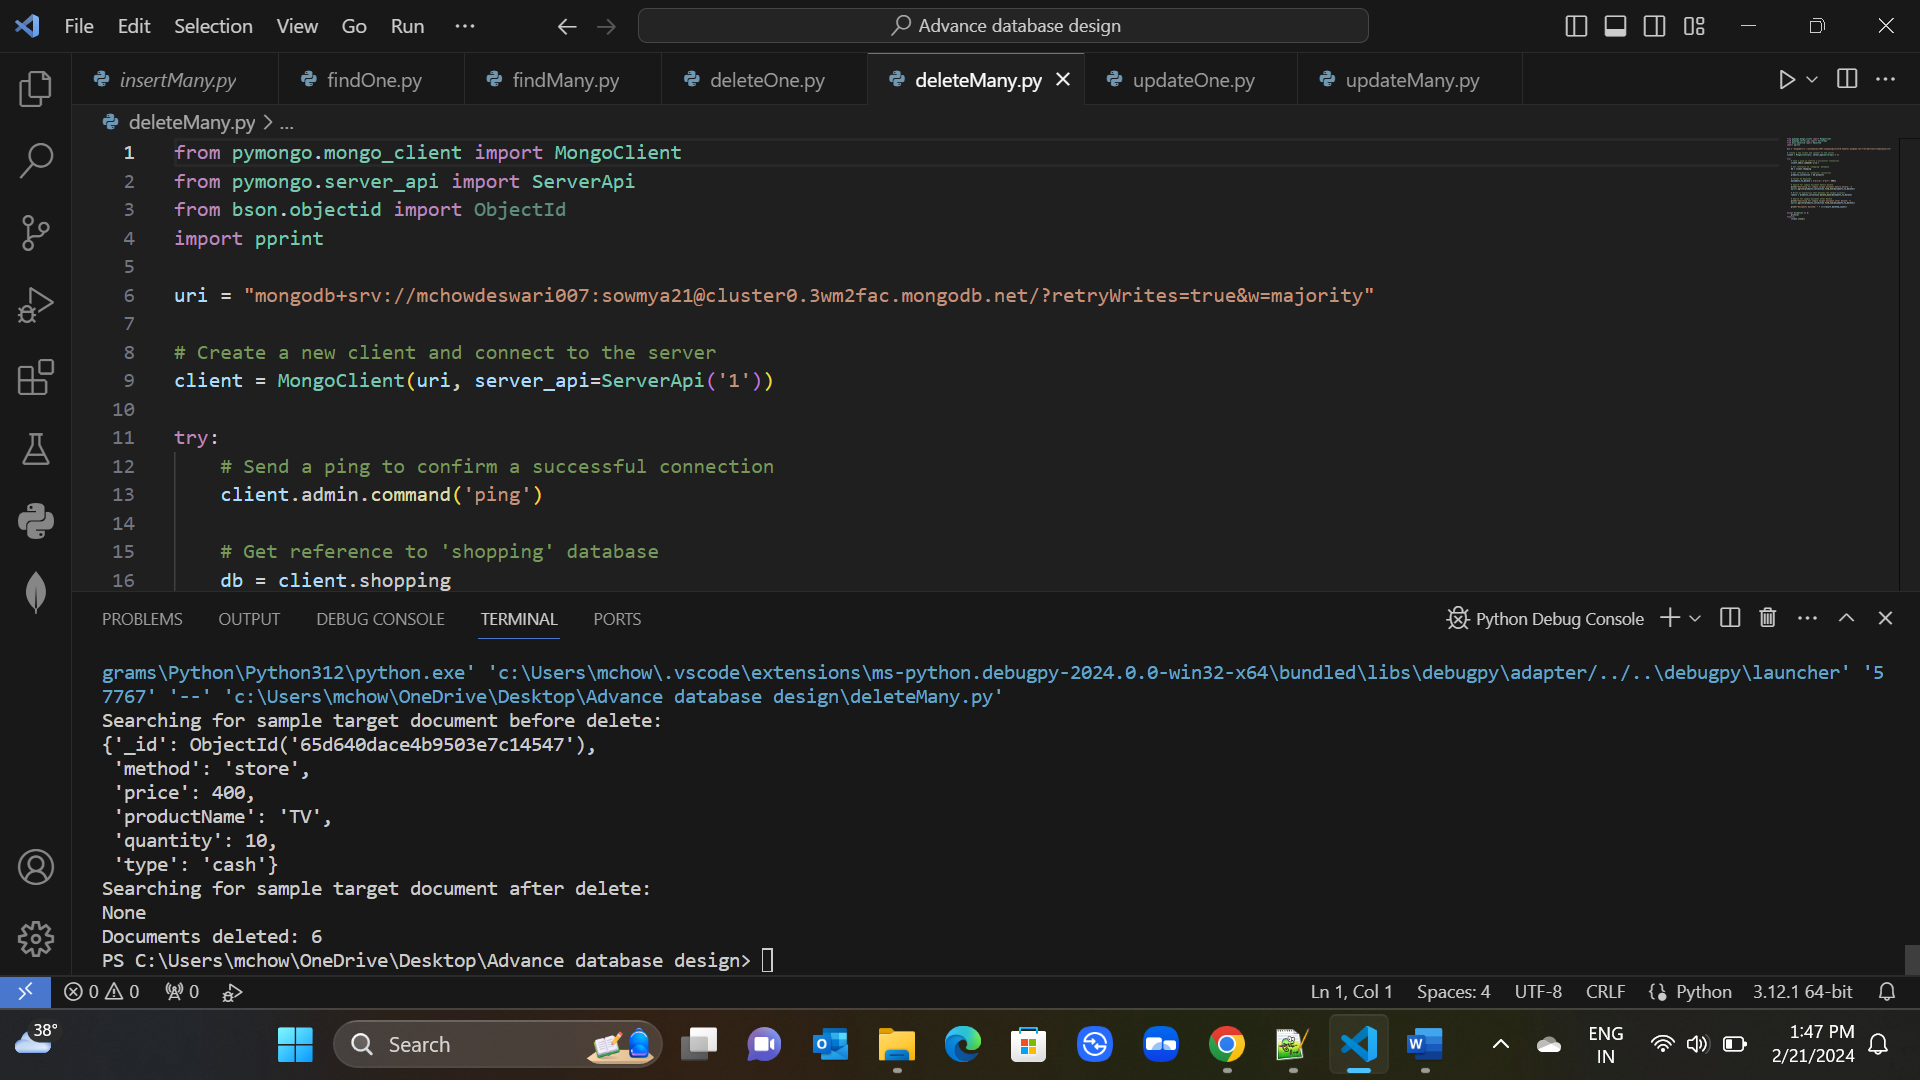 File Edit Selection View Go Run ···
Advance database design
insertMany.py findOne.py findMany.py deleteOne.py deleteMany.py updateOne.py updateMany.py
deleteMany.py > ...
1 from pymongo.mongo_client import MongoClient
2 from pymongo.server_api import ServerApi
3 from bson.objectid import ObjectId
4 import pprint
5
6 uri = "mongodb+srv://mchowdeswari007:sowmya21@cluster0.3wm2fac.mongodb.net/?retryWrites=true&w=majority"
7
8 # Create a new client and connect to the server
9 client = MongoClient(uri, server_api=ServerApi('1'))
10
11 try:
12 # Send a ping to confirm a successful connection
13 client.admin.command('ping')
14
15 # Get reference to 'shopping' database
16 db = client.shopping
PROBLEMS OUTPUT DEBUG CONSOLE TERMINAL PORTS
Python Debug Console
grams\Python\Python312\python.exe' 'c:\Users\mchow\.vscode\extensions\ms-python.debugpy-2024.0.0-win32-x64\bundled\libs\debugpy\adapter/../..\debugpy\launcher' '5
7767' '--' 'c:\Users\mchow\OneDrive\Desktop\Advance database design\deleteMany.py'
Searching for sample target document before delete:
{'_id': ObjectId('65d640dace4b9503e7c14547'),
'method': 'store',
'price': 400,
'productName': 'TV',
'quantity': 10,
'type': 'cash'}
Searching for sample target document after delete:
None
Documents deleted: 6
PS C:\Users\mchow\OneDrive\Desktop\Advance database design>
0 0 0 Ln 1, Col 1 Spaces: 4 UTF-8 CRLF Python 3.12.1 64-bit
38° Search ENG 1:47 PM
IN 2/21/2024